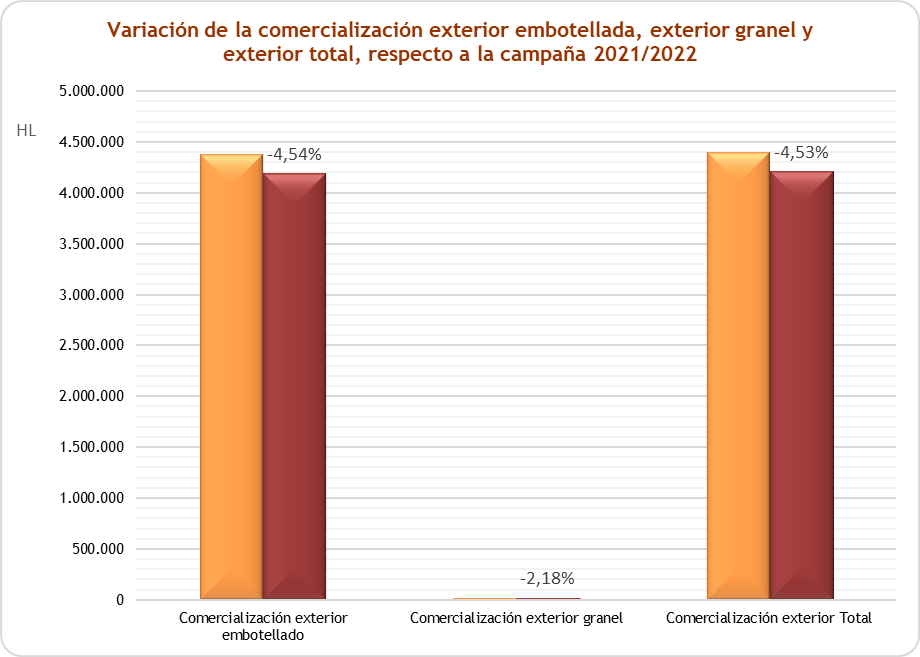 Variación de la comercialización exterior embotellada, exterior granel y
exterior total, respecto a la campaña 2021/2022
HL
5.000.000
4.500.000
4.000.000
3.500.000
3.000.000
2.500.000
2.000.000
1.500.000
1.000.000
500.000
0
-4,54%
-2,18%
-4,53%
Comercialización exterior
embotellado
Comercialización exterior granel
Comercialización exterior Total